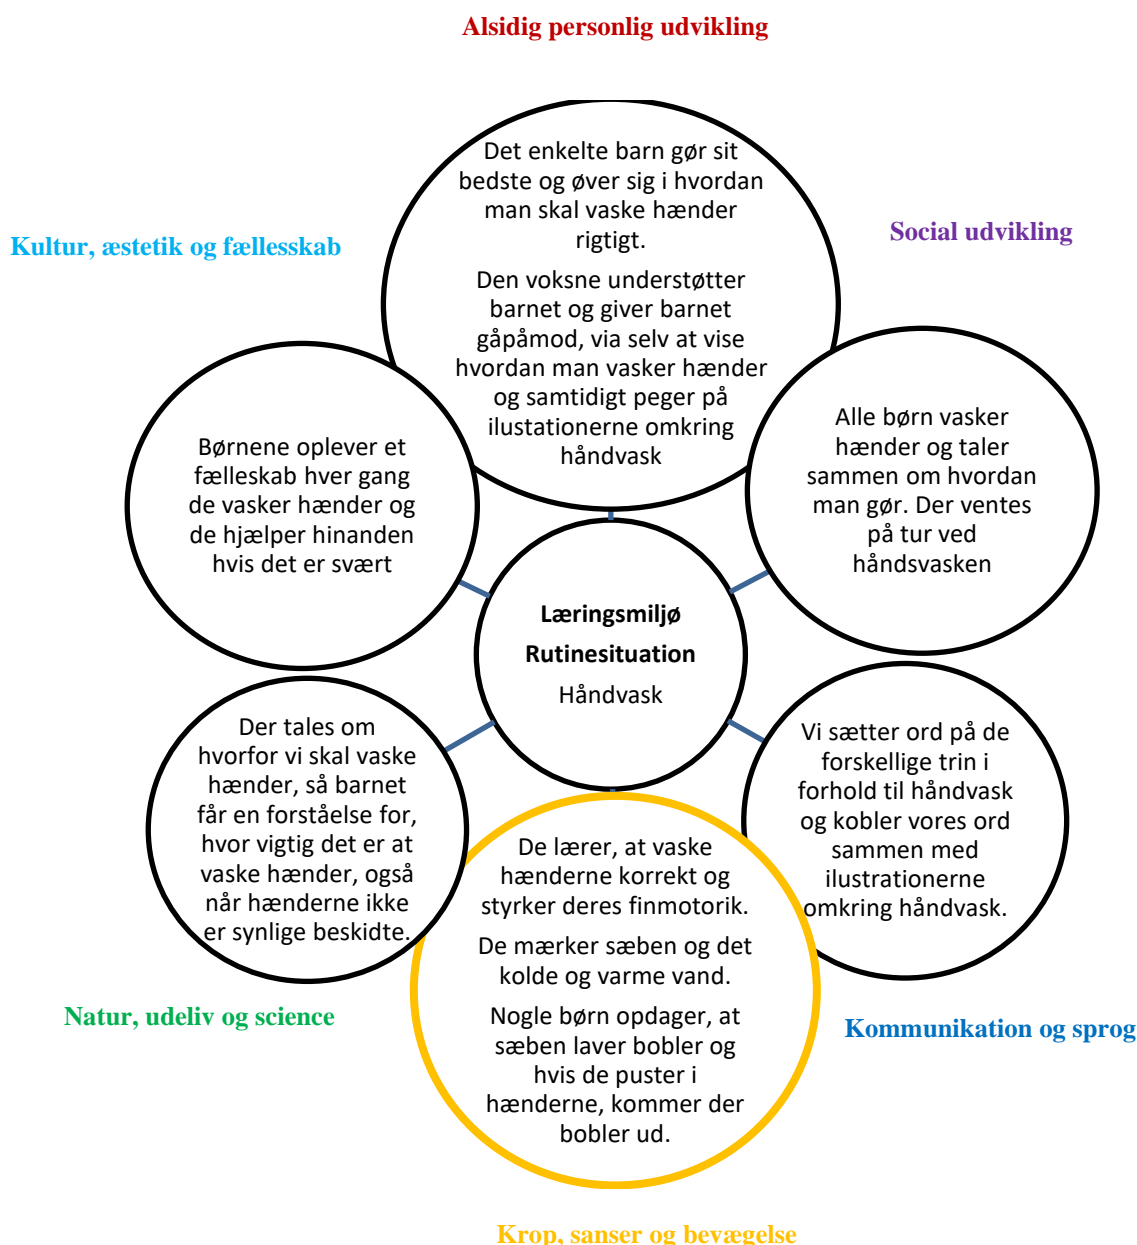 Alsidig personlig udvikling
Det enkelte barn gør sit
bedste og øver sig i hvordan
man skal vaske hænder
rigtigt.
Den voksne understøtter
barnet og giver barnet
gåpåmod, via selv at vise
hvordan man vasker hænder
og samtidigt peger på
ilustationerne omkring
håndvask
Social udvikling
Alle børn vasker
hænder og taler
sammen om hvordan
man gør. Der ventes
på tur ved
håndsvasken
Kultur, æstetik og fællesskab
Børnene oplever et
fælleskab hver gang
de vasker hænder og
de hjælper hinanden
hvis det er svært
Læringsmiljø
Rutinesituation
Håndvask
Der tales om
hvorfor vi skal vaske
hænder, så barnet
får en forståelse for,
hvor vigtig det er at
vaske hænder, også
når hænderne ikke
er synlige beskidte.
Natur, udeliv og science
Vi sætter ord på de
forskellige trin i
forhold til håndvask
og kobler vores ord
sammen med
ilustrationerne
omkring håndvask.
Kommunikation og sprog
De lærer, at vaske
hænderne korrekt og
styrker deres finmotorik.
De mærker sæben og det
kolde og varme vand.
Nogle børn opdager, at
sæben laver bobler og
hvis de puster i
hænderne, kommer der
bobler ud.
Krop, sanser og bevægelse